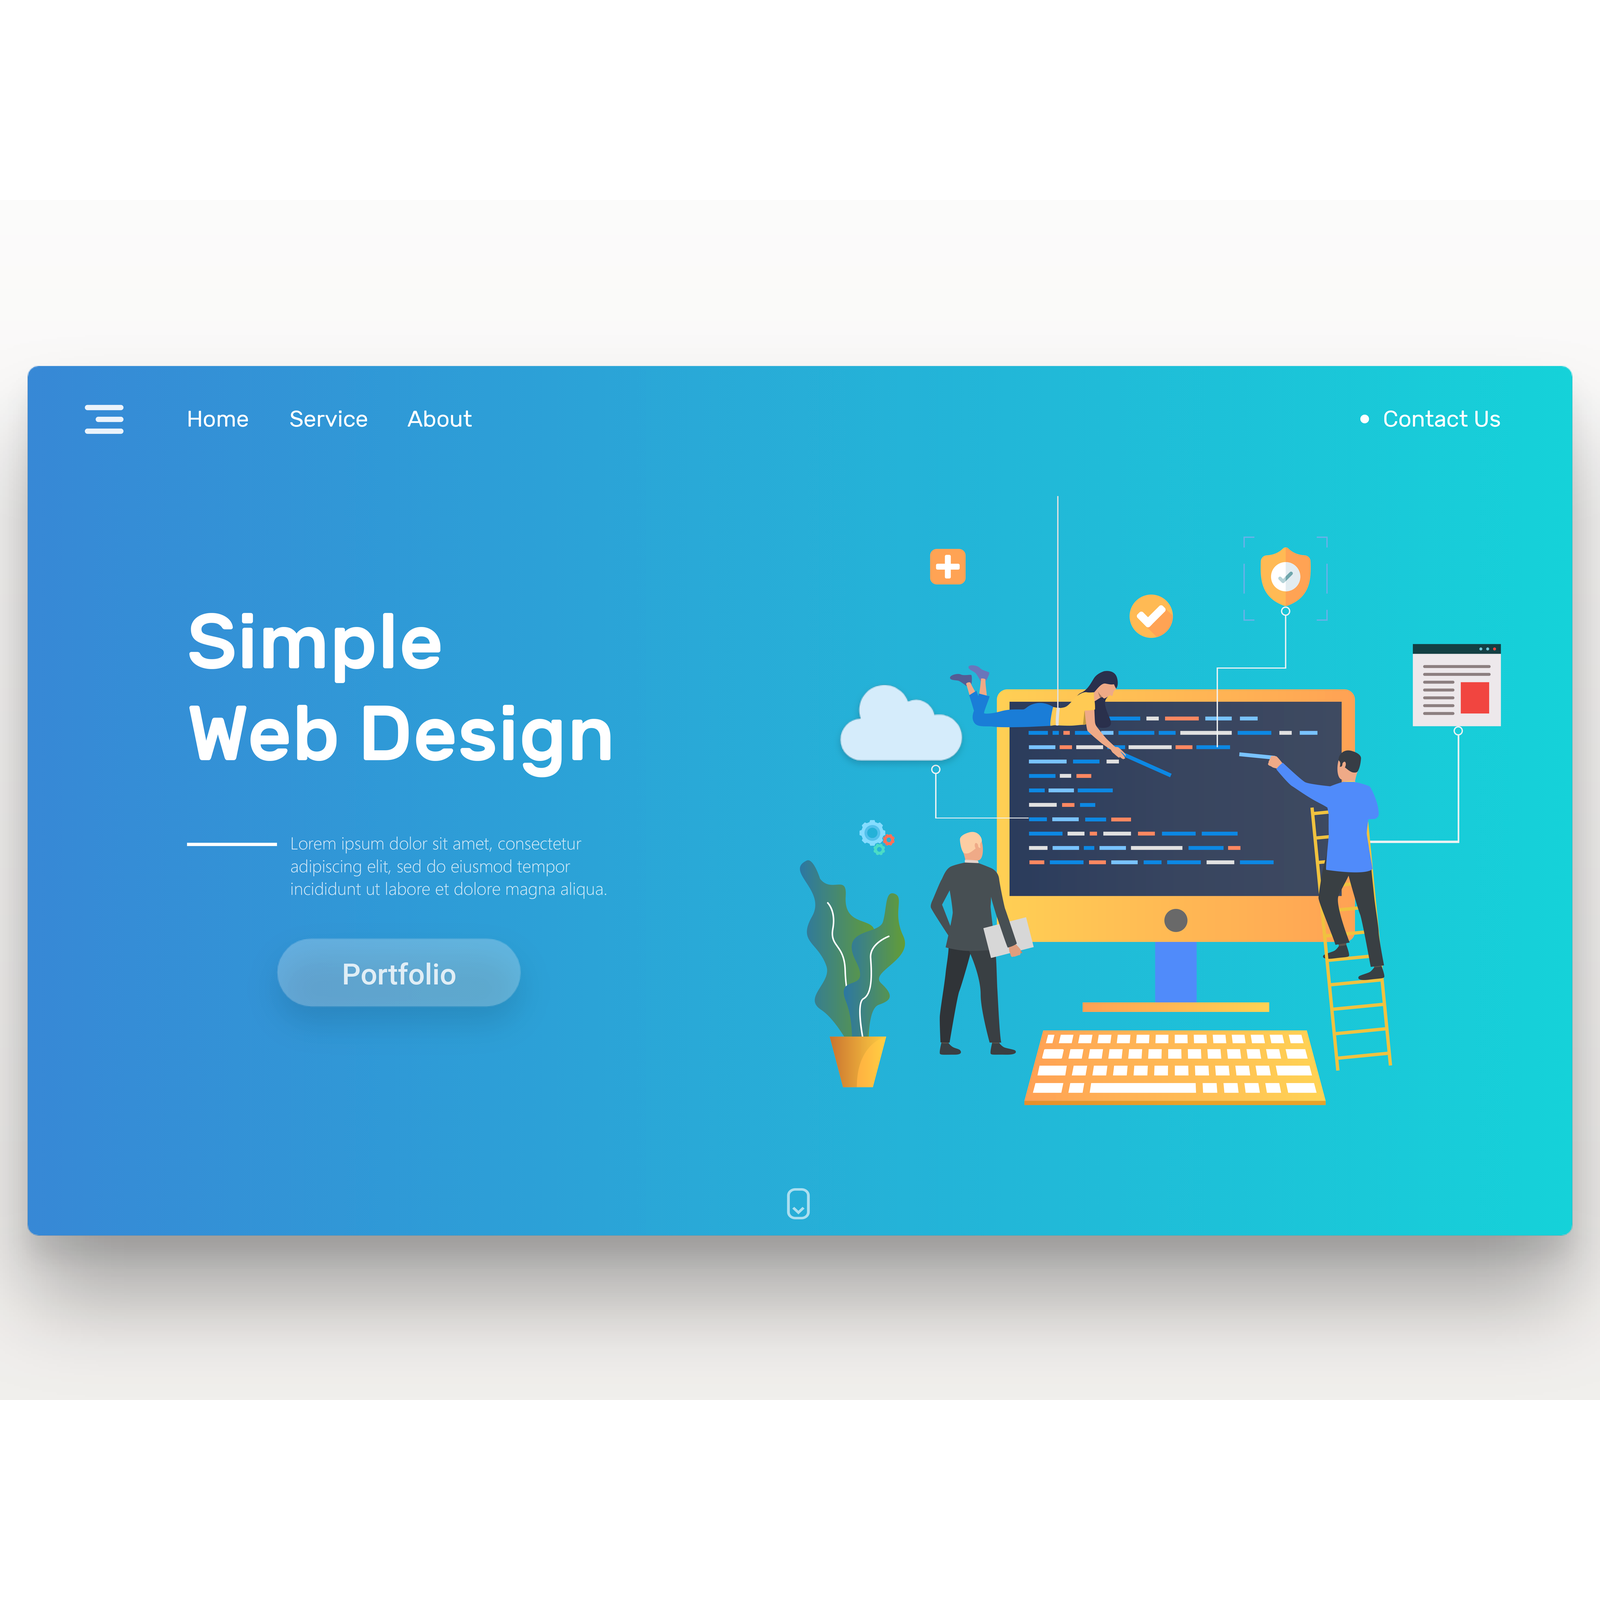 Home Service About Contact Us
Simple
Web Design
Lorem ipsum dolor sit amet, consectetur
adipiscing elit, sed do eiusmod tempor
incididunt ut labore et dolore magna aliqua.
Portfolio